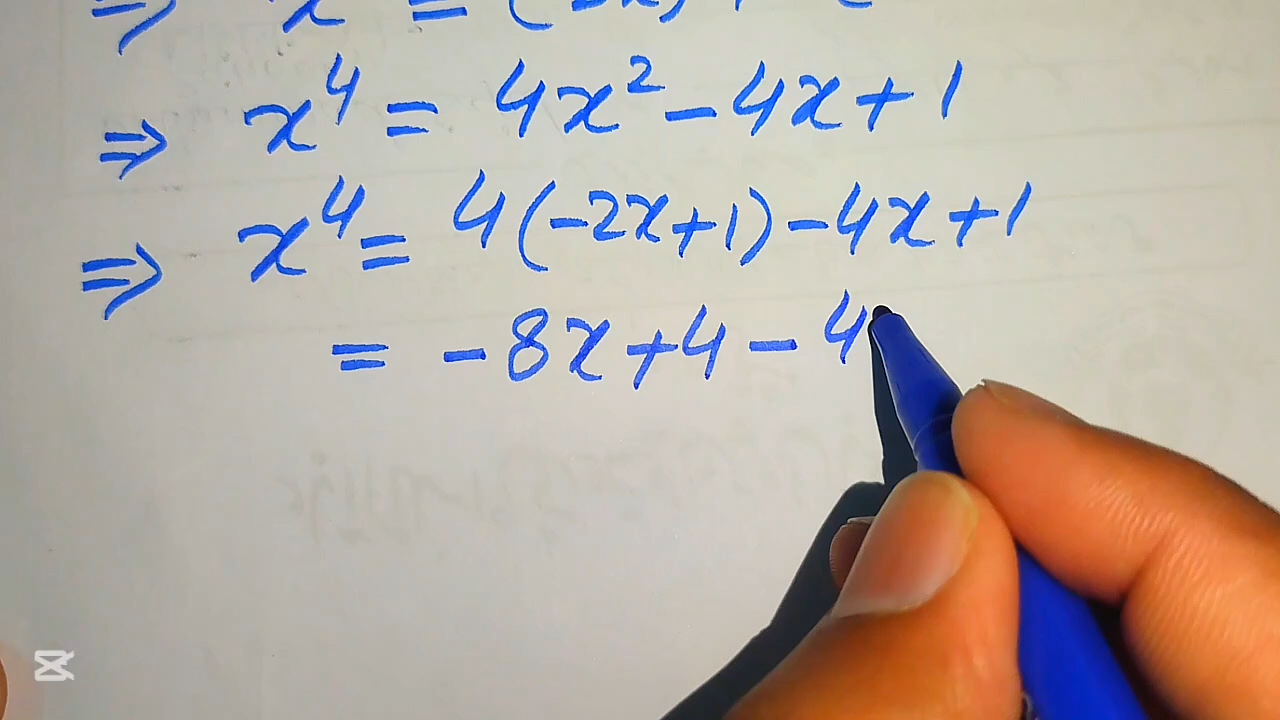 ⇒ x⁴ = 4x² - 4x + 1
⇒ x⁴ = 4(-2x+1) - 4x + 1
= -8x + 4 - 4